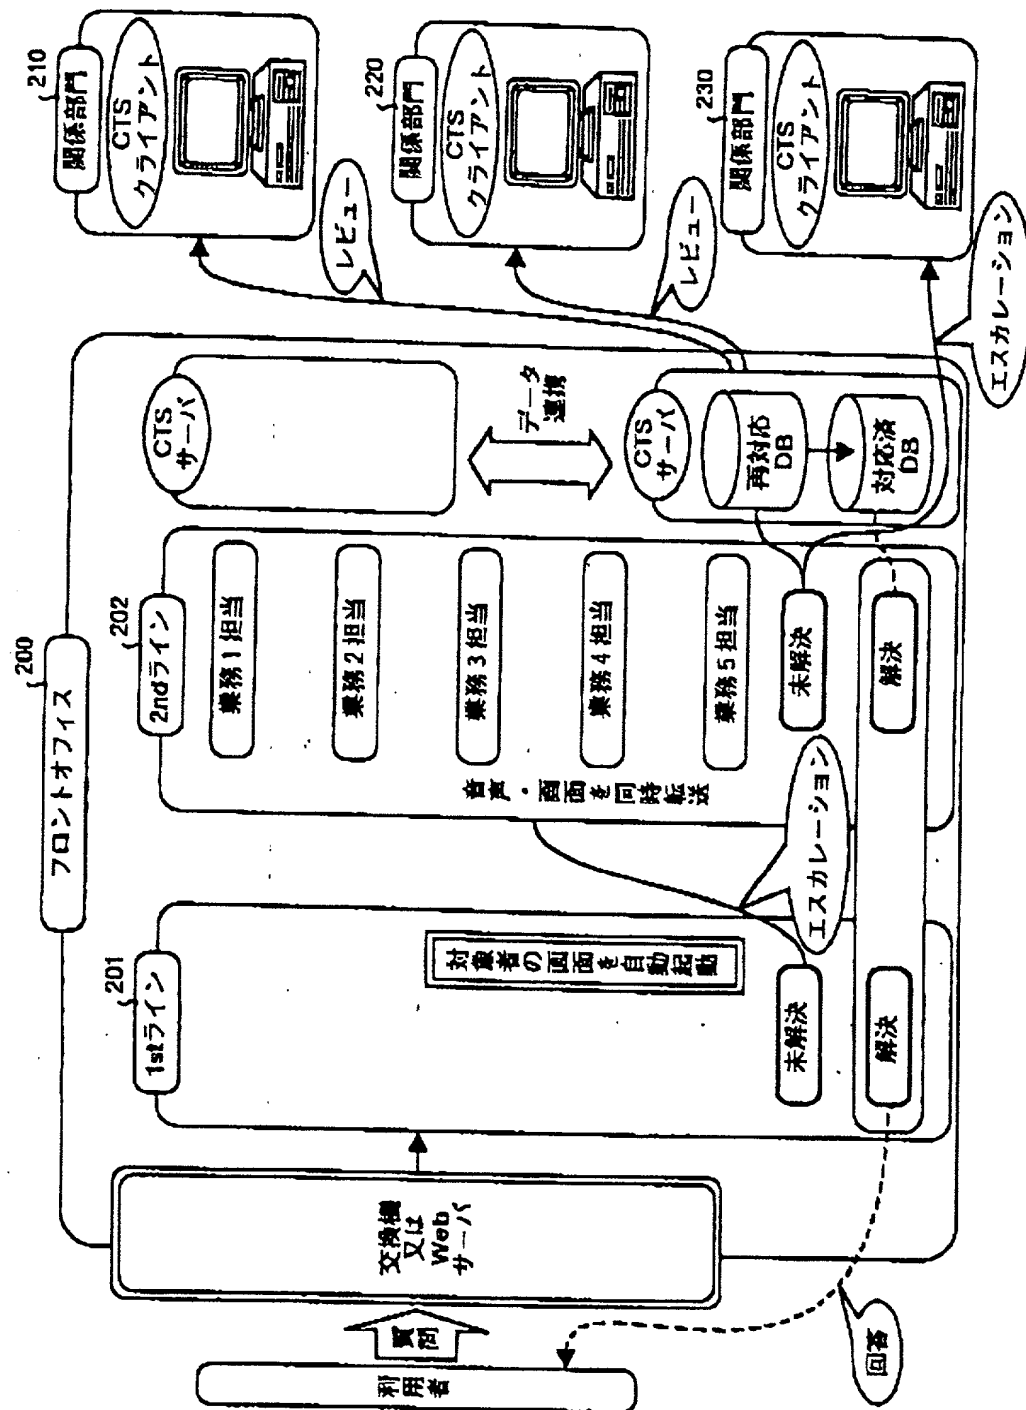 フロントオフィス
200
利用者
質問
交換機
又は
Web
サーバ
1stライン
201
対象者の画面を自動起動
未解決
解決
回答
エスカレーション
2ndライン
202
音声・画面を同時転送
業務1担当
業務2担当
業務3担当
業務4担当
業務5担当
未解決
解決
CTS
サーバ
データ
連携
CTS
サーバ
再対応
DB
対応済
DB
レビュー
レビュー
エスカレーション
210
関係部門
CTS
クライアント
220
関係部門
CTS
クライアント
230
関係部門
CTS
クライアント